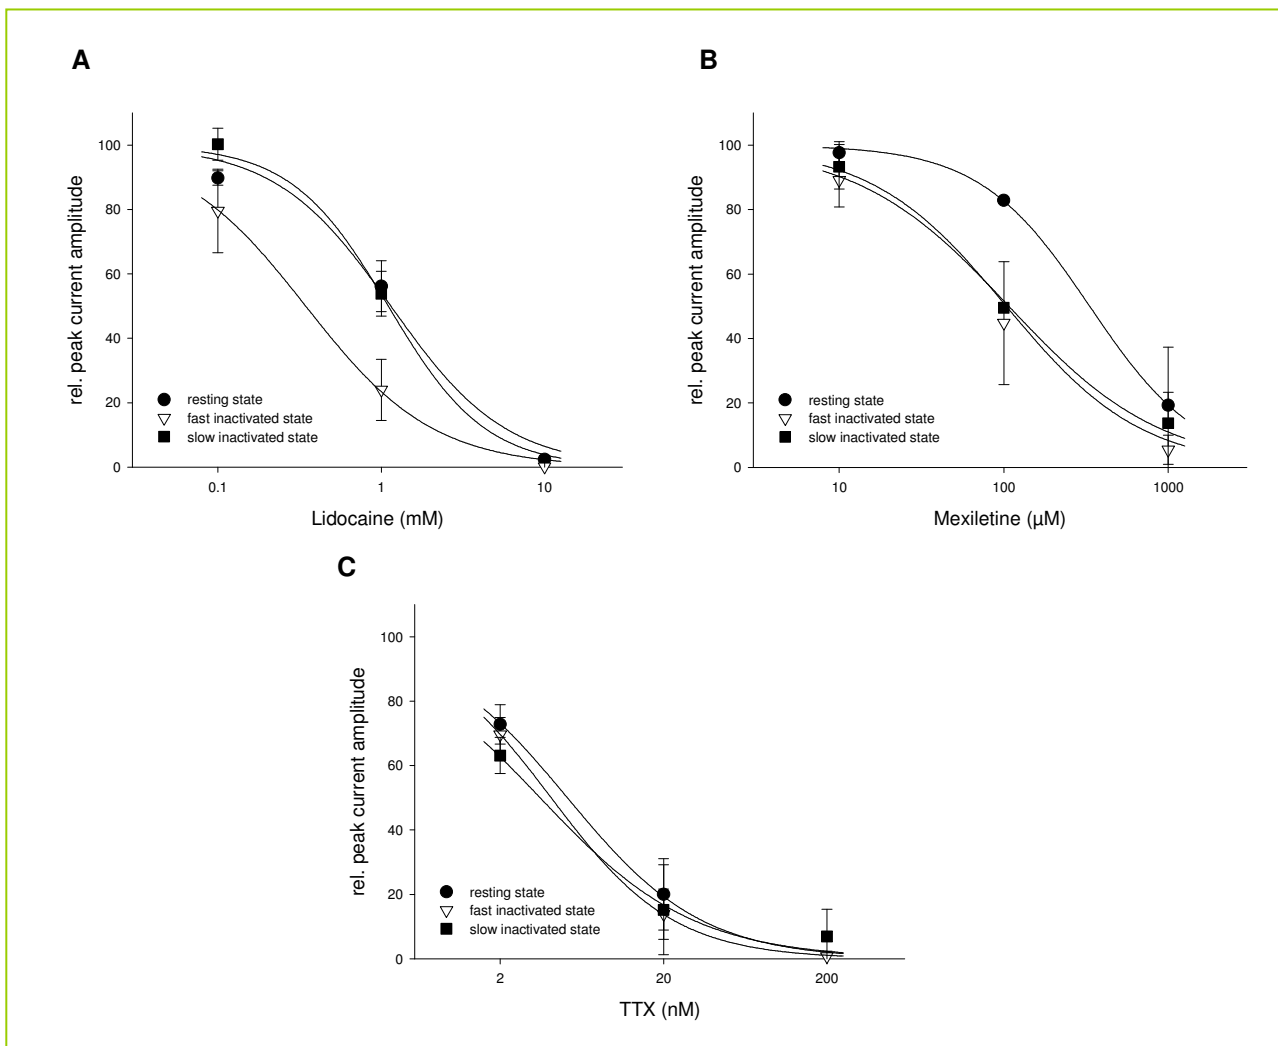 A
rel. peak current amplitude
100
80
60
40
20
0
resting state
fast inactivated state
slow inactivated state
0.1
1
10
Lidocaine (mM)
B
rel. peak current amplitude
100
80
60
40
20
0
resting state
fast inactivated state
slow inactivated state
10
100
1000
Mexiletine (µM)
C
rel. peak current amplitude
100
80
60
40
20
0
resting state
fast inactivated state
slow inactivated state
2
20
200
TTX (nM)